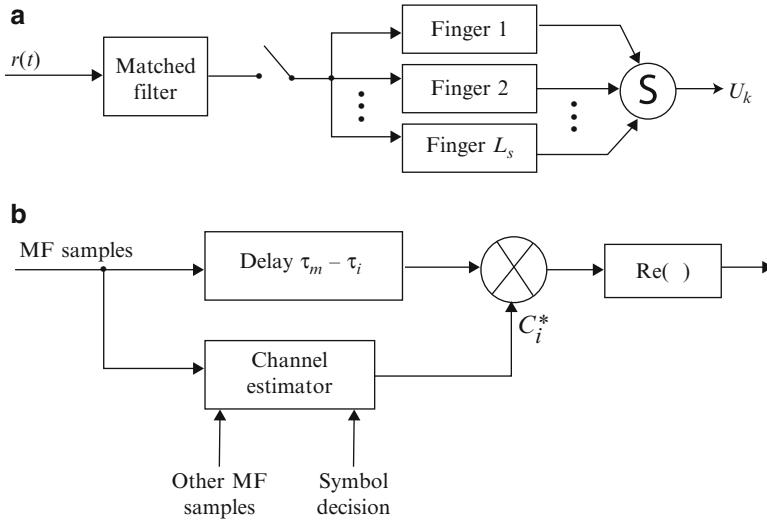 a
r(t)
Matched
filter
Finger 1
Finger 2
Finger L_s
S
U_k
b
MF samples
Delay τ_m – τ_i
Re( )
C_i^*
Channel
estimator
Other MF
samples
Symbol
decision